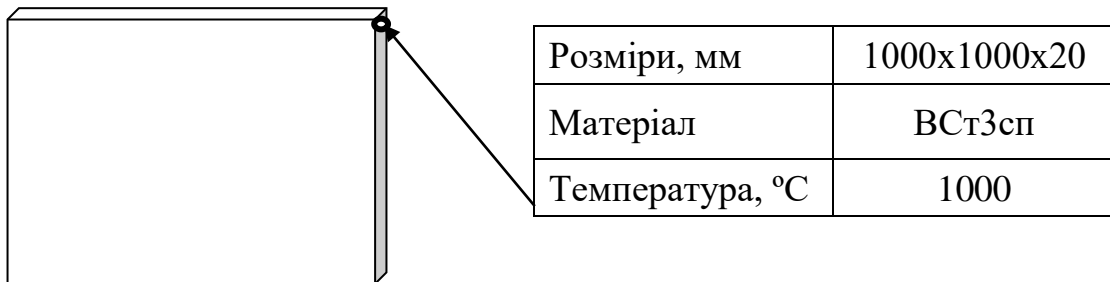 Розміри, мм 1000х1000х20
Матеріал ВСт3сп
Температура, ºС 1000